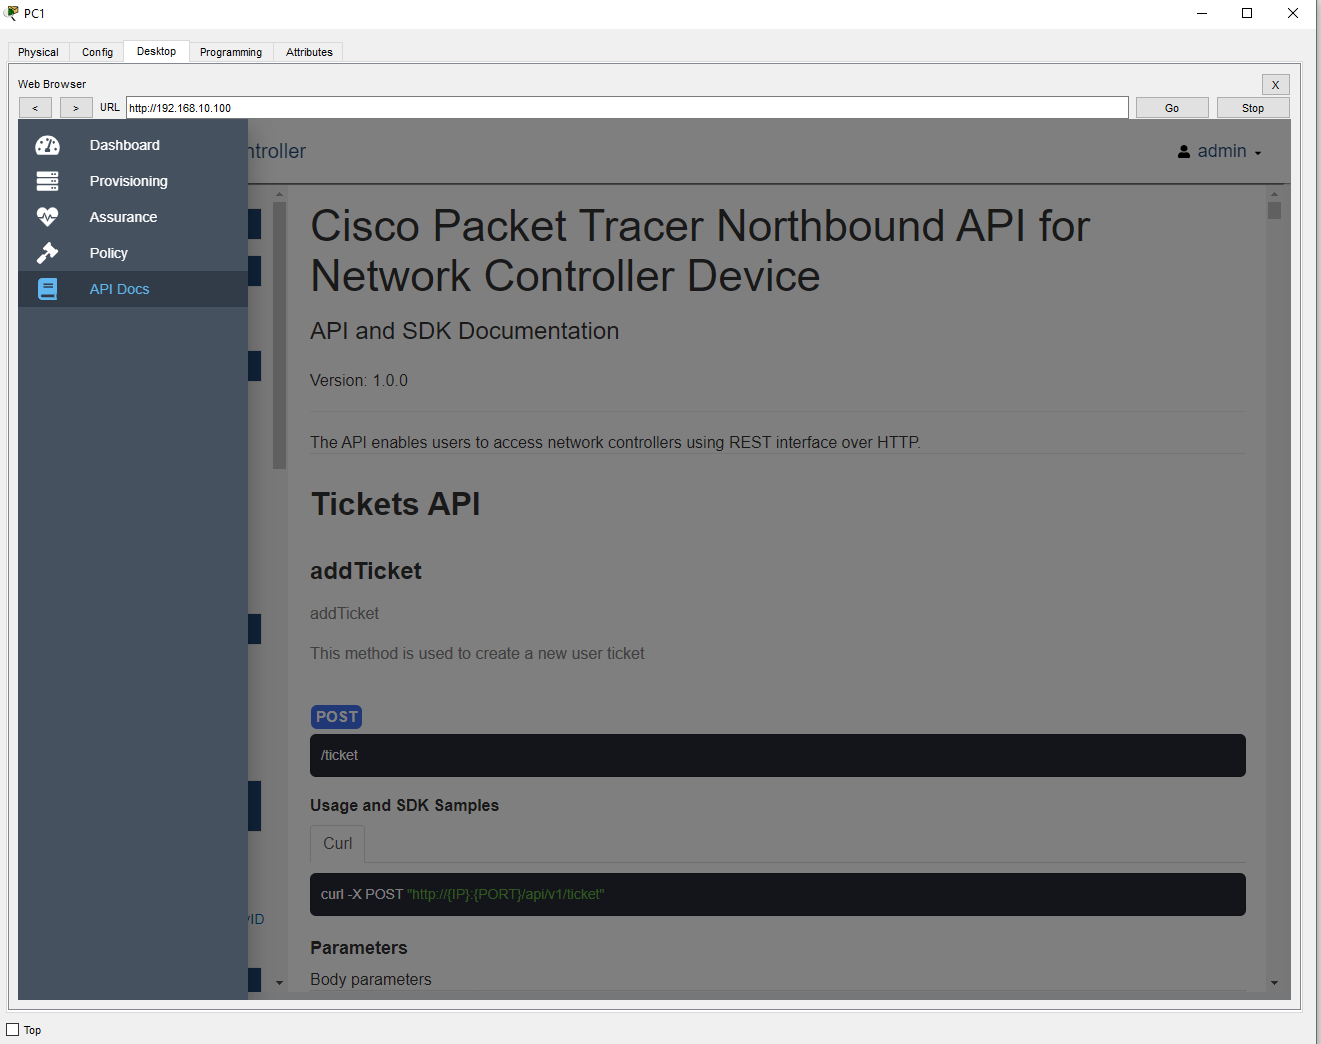 PC1
Physical Config Desktop Programming Attributes
Web Browser
X
< > URL http://192.168.10.100 Go Stop
Dashboard
Provisioning
Assurance
Policy
API Docs
ntroller
admin
Cisco Packet Tracer Northbound API for
Network Controller Device
API and SDK Documentation
Version: 1.0.0
The API enables users to access network controllers using REST interface over HTTP.
Tickets API
addTicket
addTicket
This method is used to create a new user ticket
POST
/ticket
Usage and SDK Samples
Curl
curl -X POST "http://{IP}:{PORT}/api/v1/ticket"
ID
Parameters
Body parameters
Top